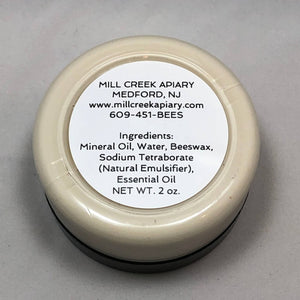 MILL CREEK APIARY
MEDFORD, NJ
www.millcreekapiary.com
609-451-BEES
Ingredients:
Mineral Oil, Water, Beeswax,
Sodium Tetraborate
(Natural Emulsifier),
Essential Oil
NET WT. 2 oz.